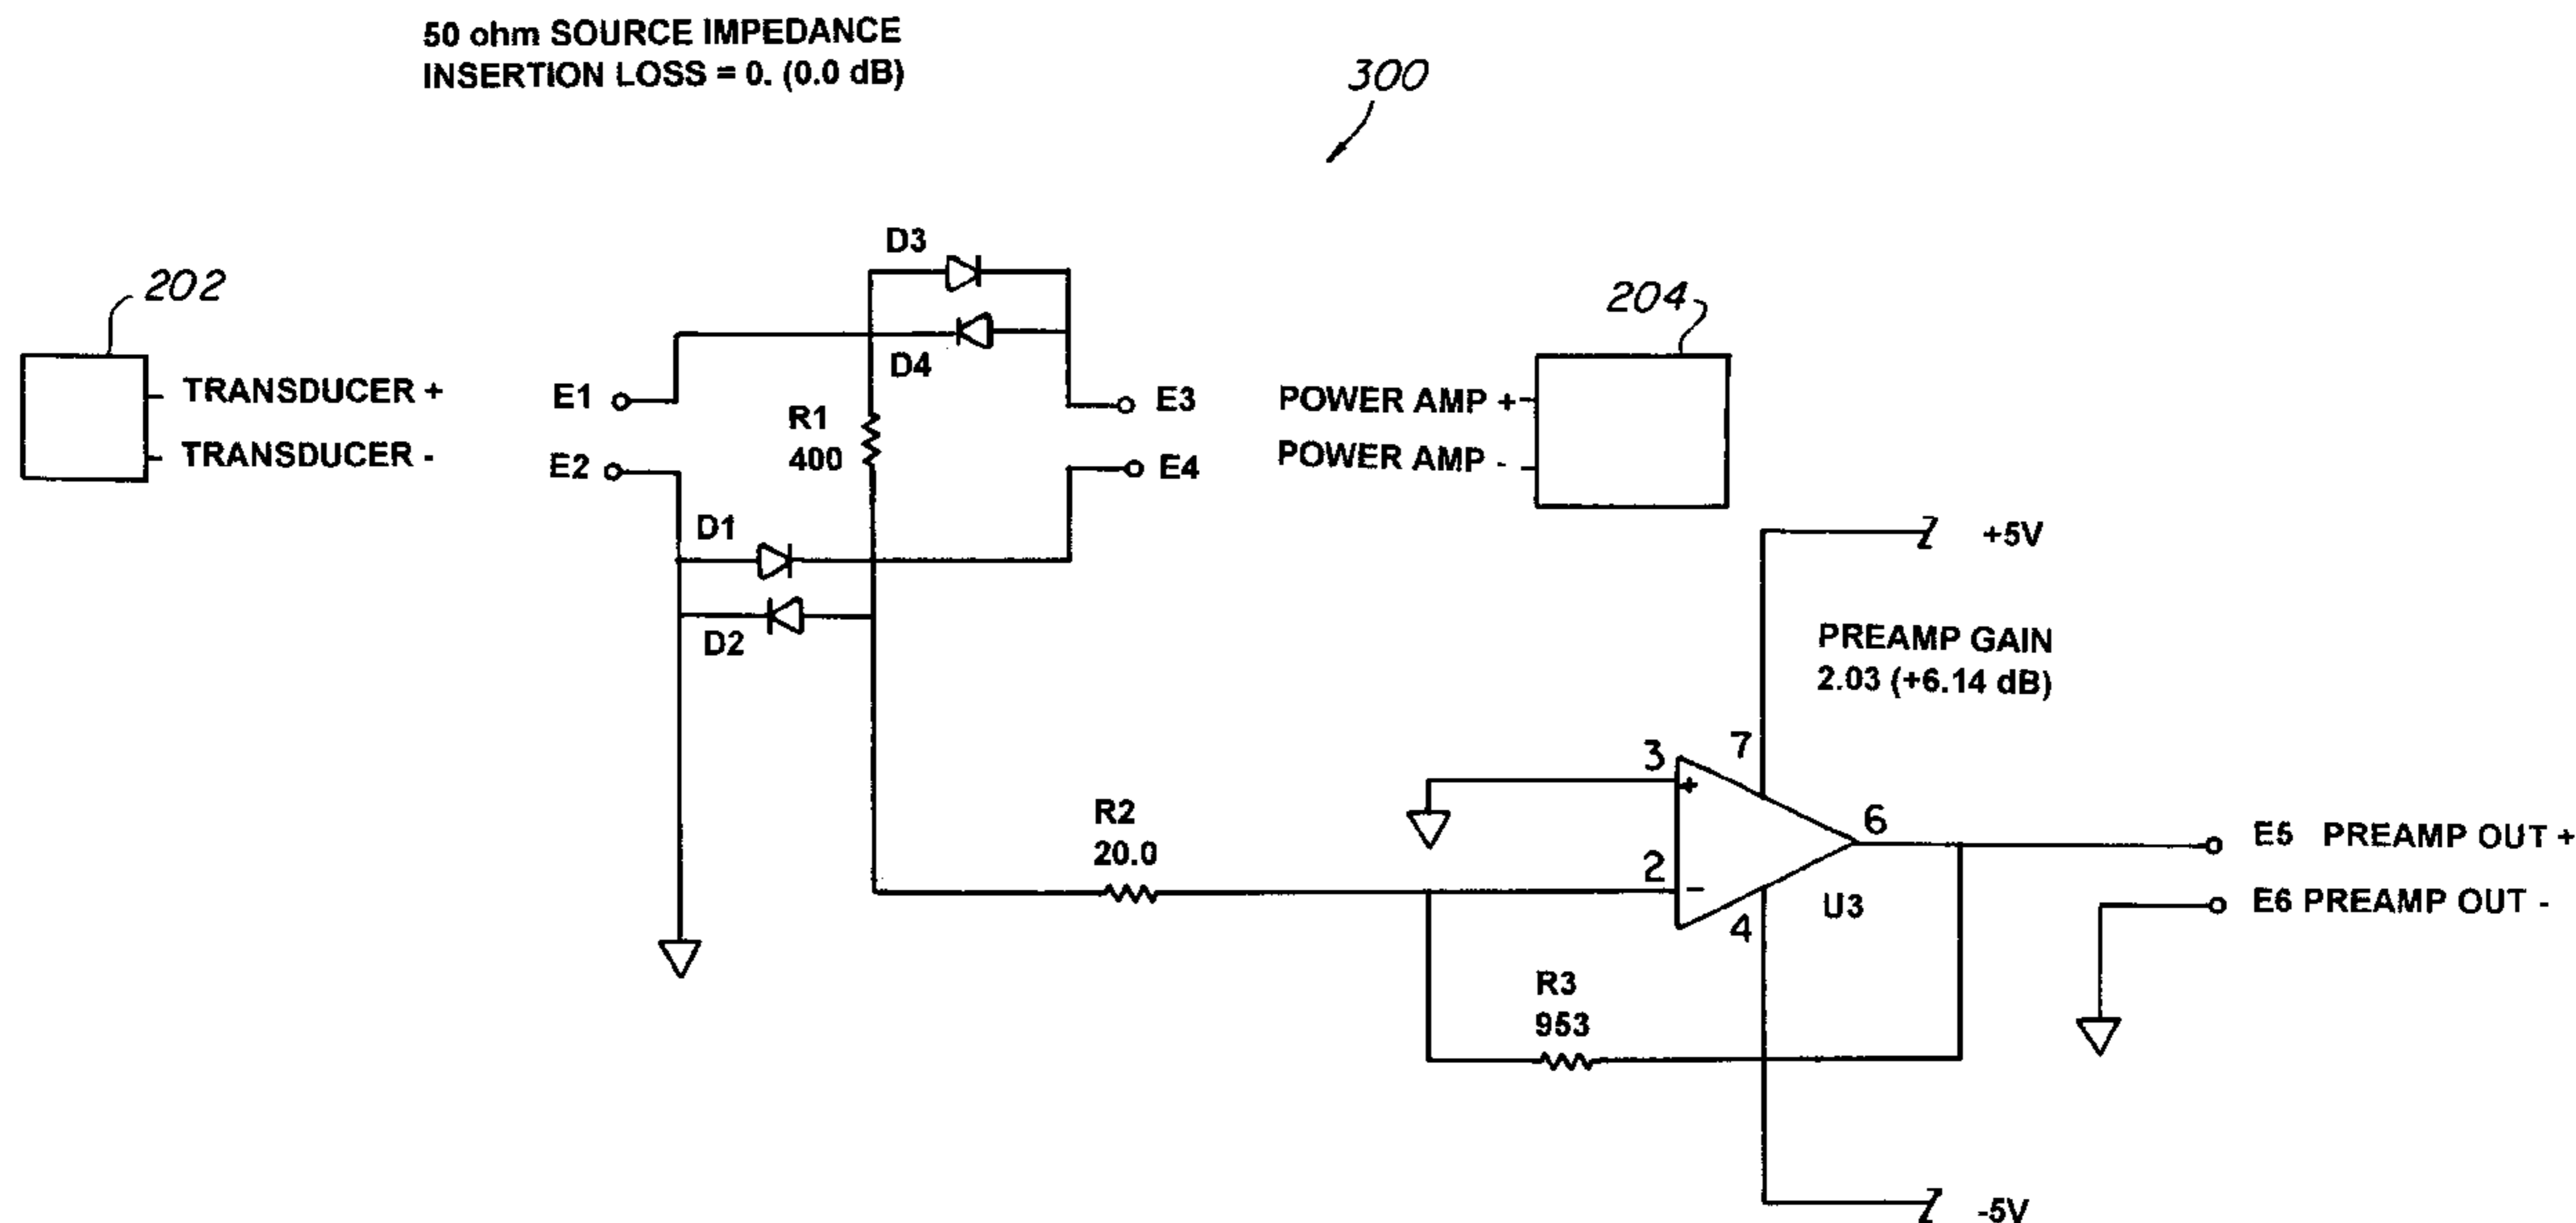 50 ohm SOURCE IMPEDANCE
INSERTION LOSS = 0. (0.0 dB)
300
202
TRANSDUCER +
TRANSDUCER -
E1
E2
D3
D4
R1
400
D1
D2
E3
E4
204
POWER AMP +
POWER AMP -
+5V
PREAMP GAIN
2.03 (+6.14 dB)
R2
20.0
3
+
7
2
-
4
6
U3
R3
953
E5 PREAMP OUT +
E6 PREAMP OUT -
-5V